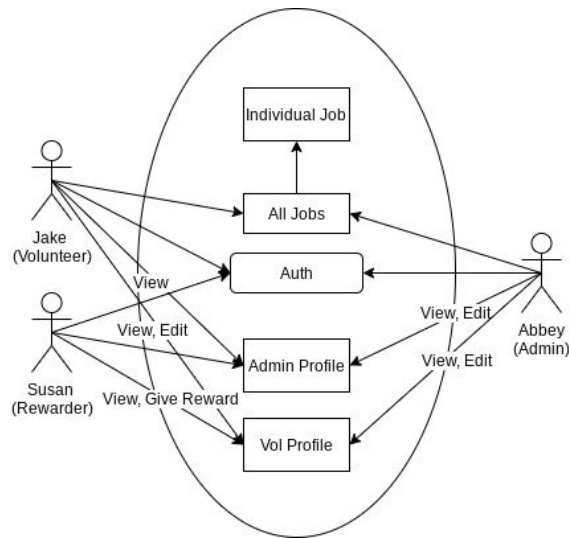 Individual Job
All Jobs
Jake
(Volunteer)
Auth
View
Abbey
(Admin)
View, Edit
View, Edit
Admin Profile
View, Edit
Susan
(Rewarder)
View, Give Reward
Vol Profile